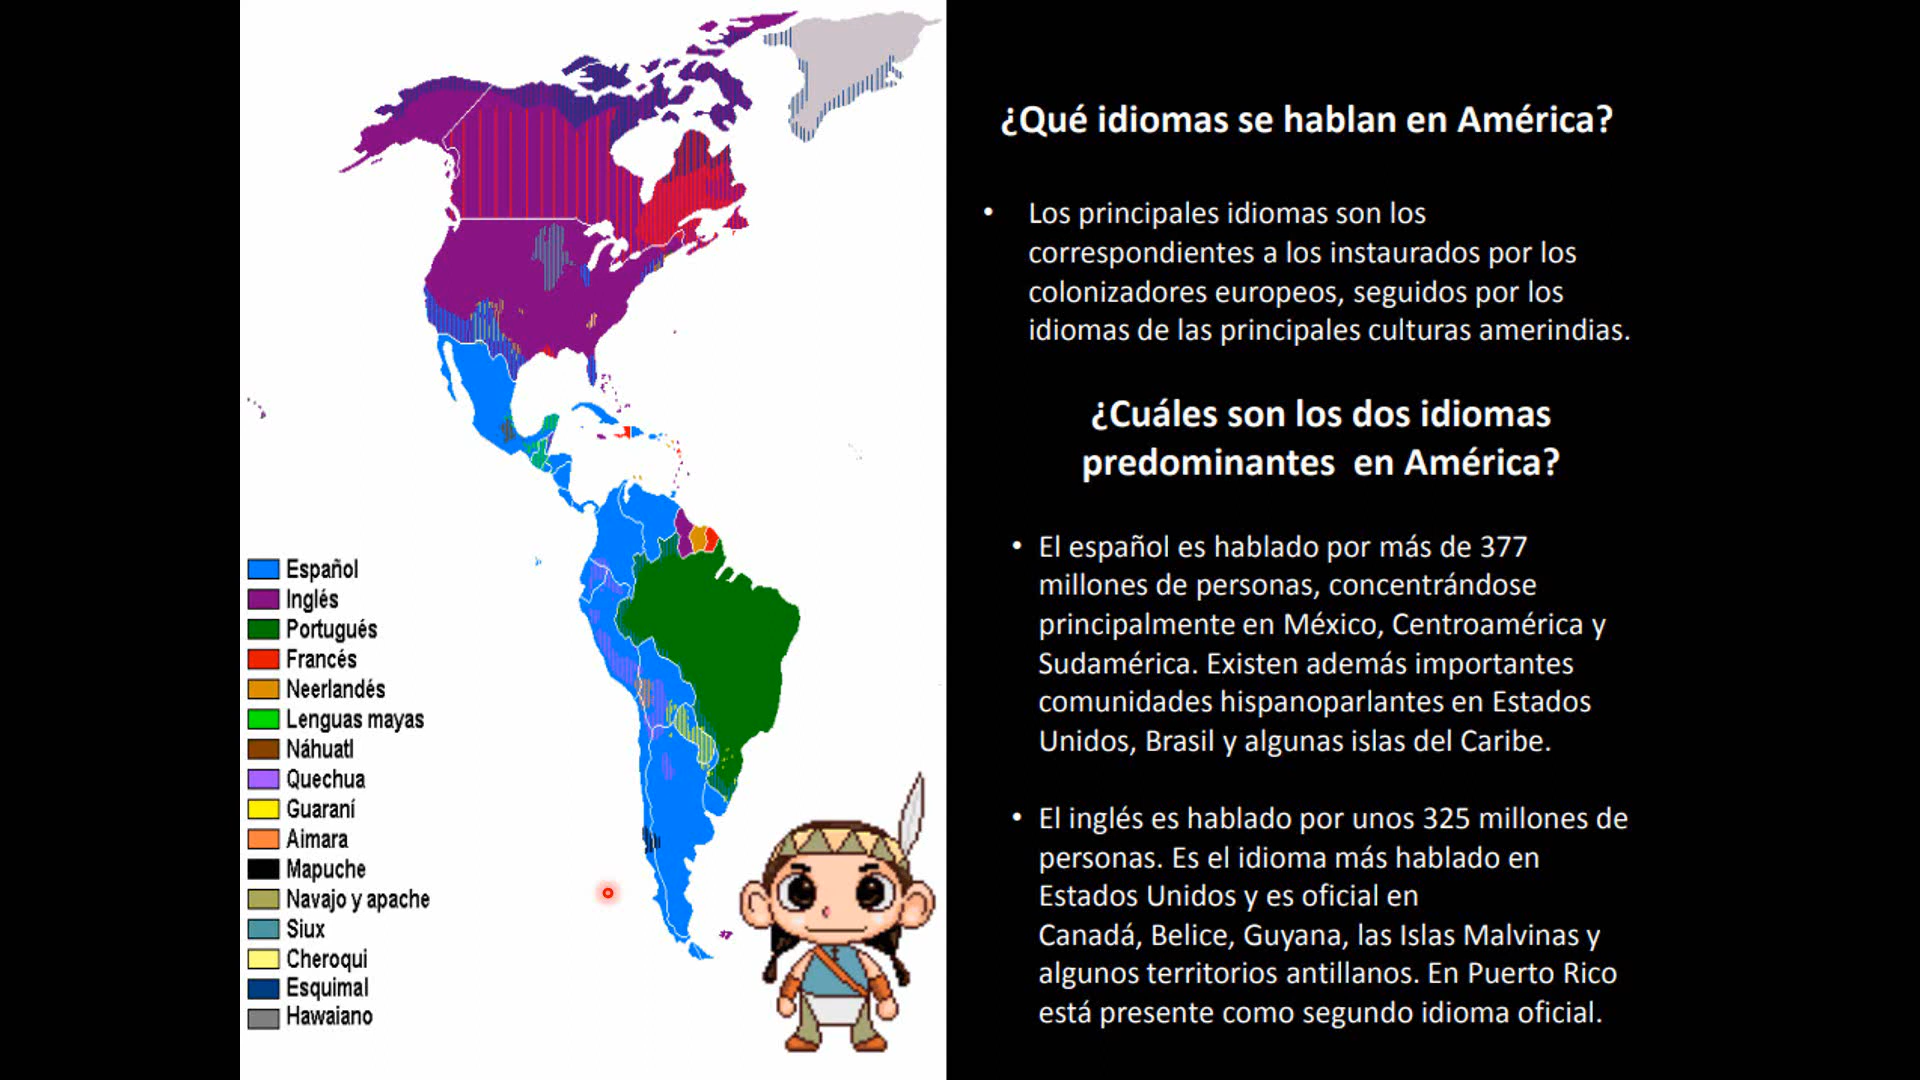 ¿Qué idiomas se hablan en América?
• Los principales idiomas son los
correspondientes a los instaurados por los
colonizadores europeos, seguidos por los
idiomas de las principales culturas amerindias.
¿Cuáles son los dos idiomas
predominantes en América?
• El español es hablado por más de 377
millones de personas, concentrándose
principalmente en México, Centroamérica y
Sudamérica. Existen además importantes
comunidades hispanoparlantes en Estados
Unidos, Brasil y algunas islas del Caribe.
• El inglés es hablado por unos 325 millones de
personas. Es el idioma más hablado en
Estados Unidos y es oficial en
Canadá, Belice, Guyana, las Islas Malvinas y
algunos territorios antillanos. En Puerto Rico
está presente como segundo idioma oficial.
Español
Inglés
Portugués
Francés
Neerlandés
Lenguas mayas
Náhuatl
Quechua
Guaraní
Aimara
Mapuche
Navajo y apache
Siux
Cheroqui
Esquimal
Hawaiano